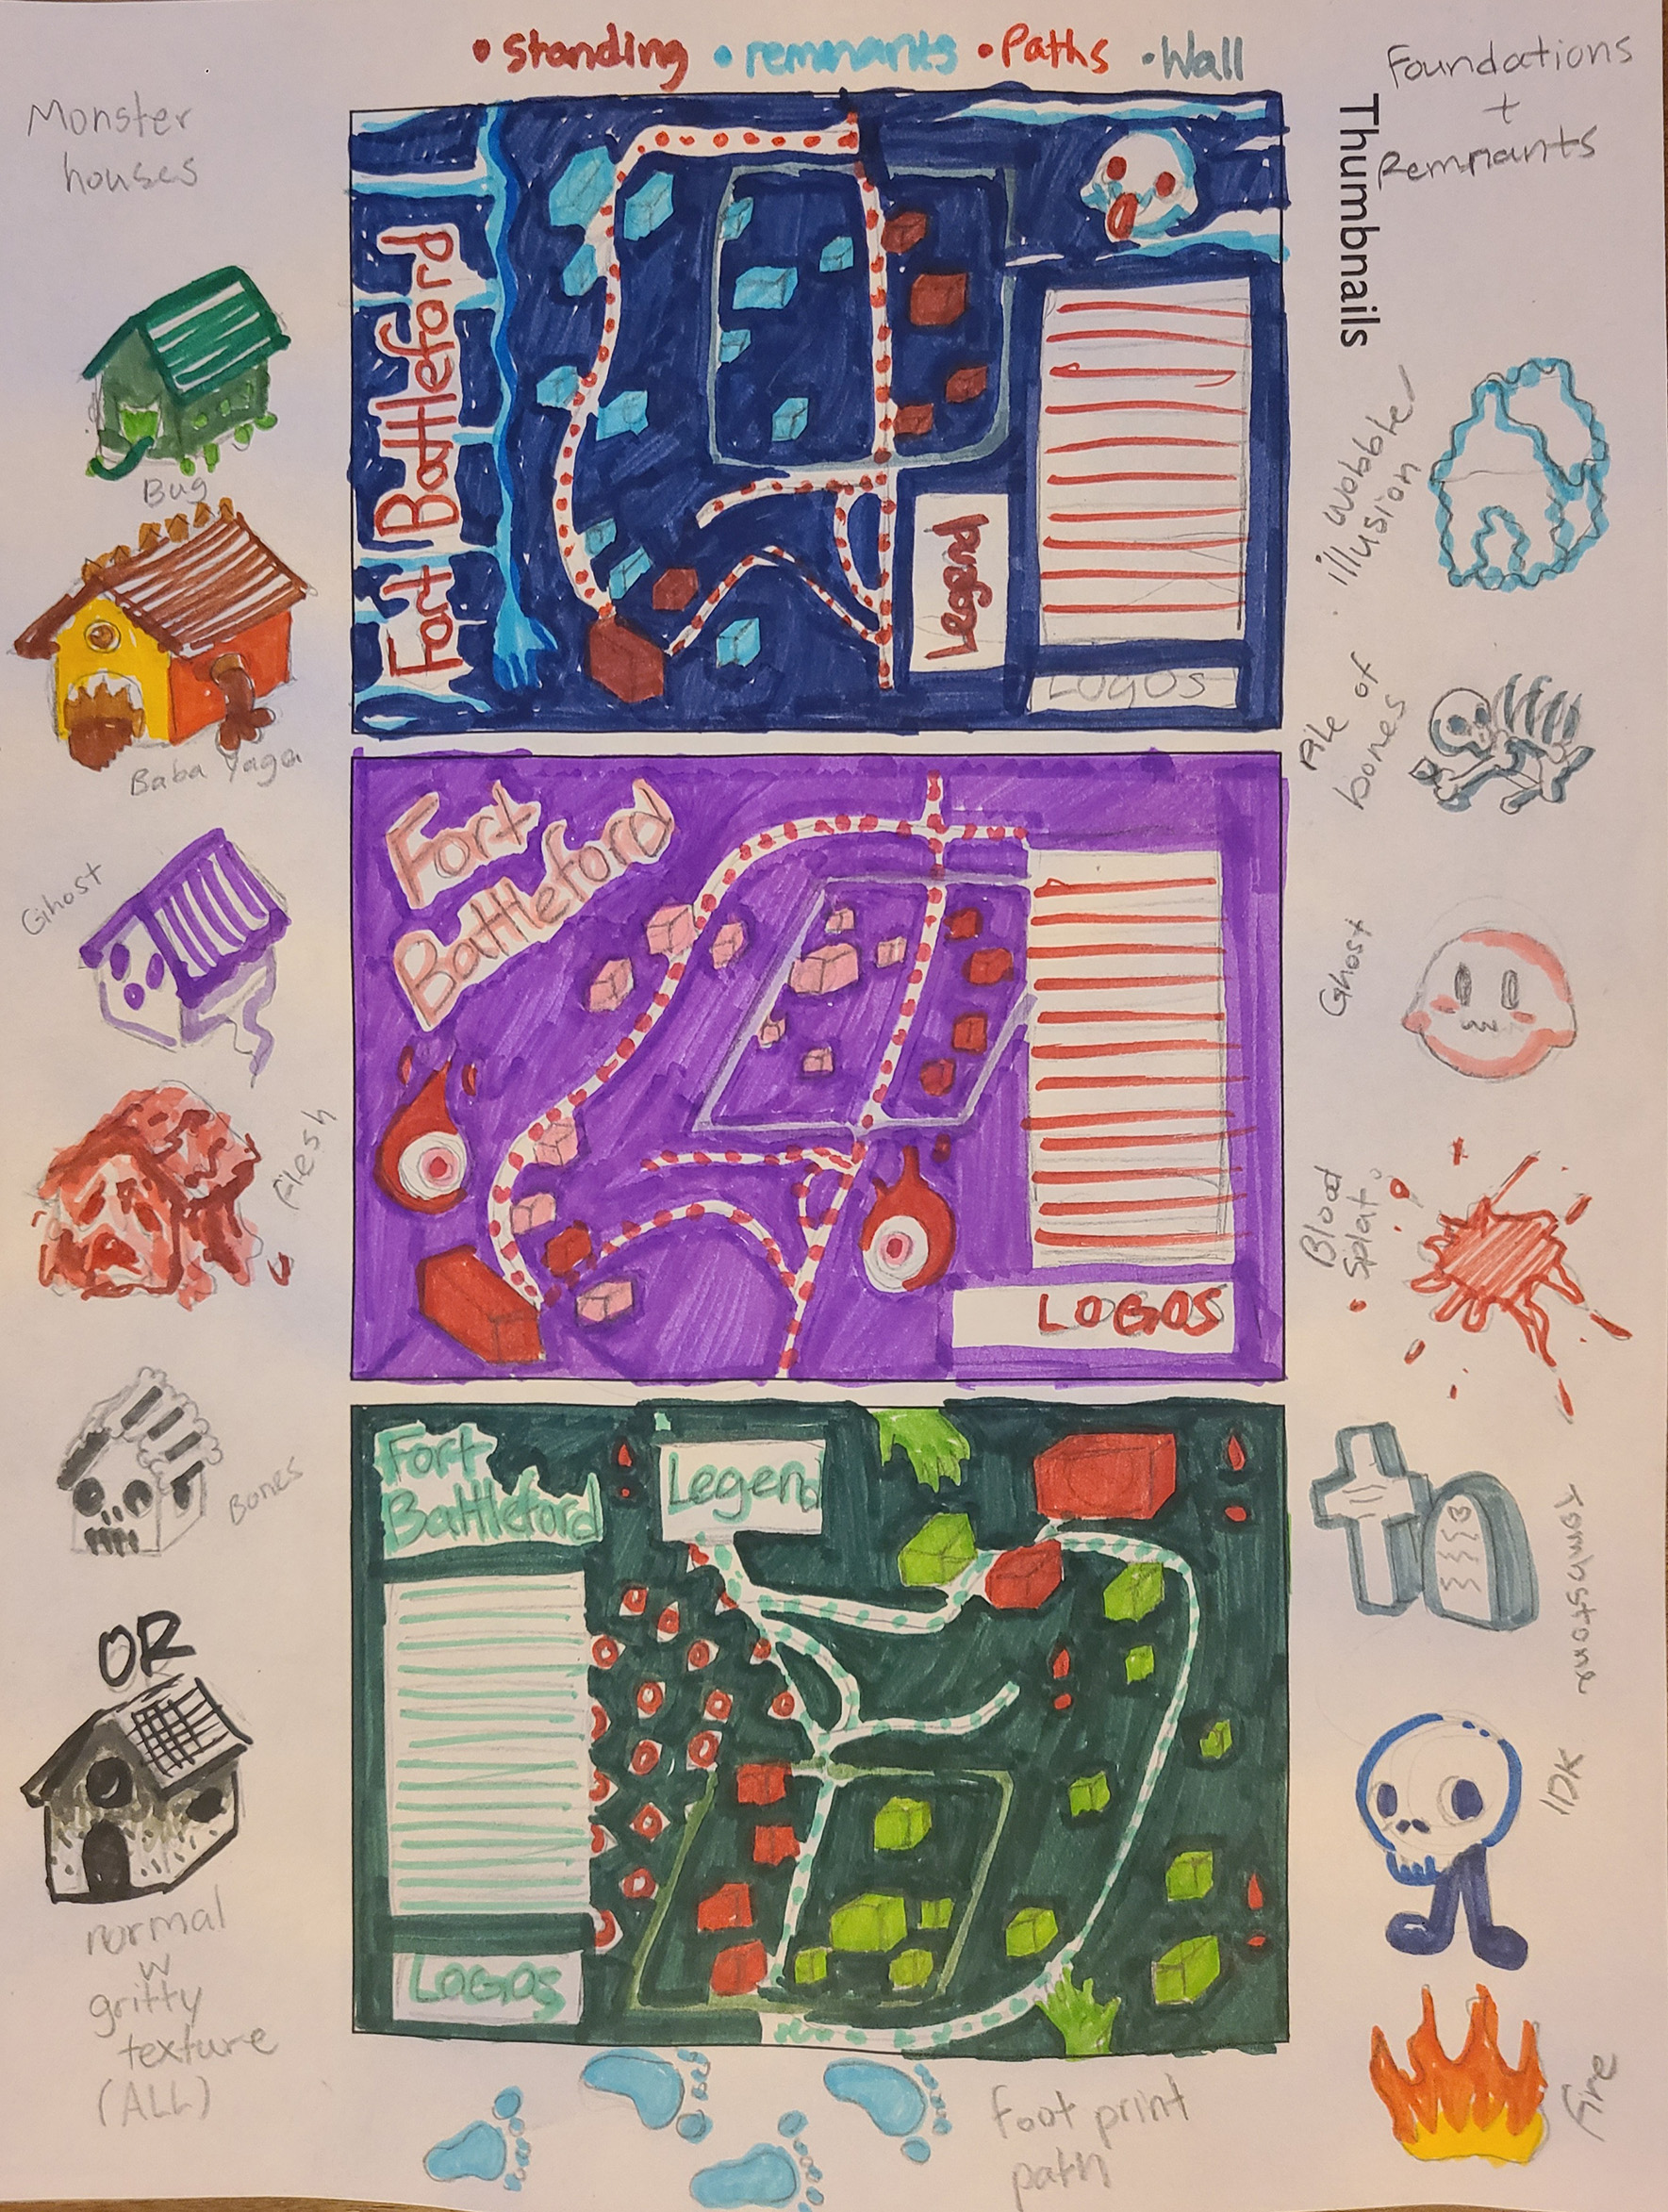 • Standing • remnants • Paths • Wall
Monster
houses
Bug
Baba Yaga
Ghost
Flesh
Bones
OR
normal
w
gritty
texture
(ALL)
Fort Battleford
Legend
LOGOS
Fort
Battleford
LOGOS
Fort
Battleford
Legend
LOGOS
Foot print
path
Thumbnails
Foundations
+
Remnants
• Wobble/
illusion
Pile of
bones
Ghost
Blood
Splat
Tombstone
IDK
Fire